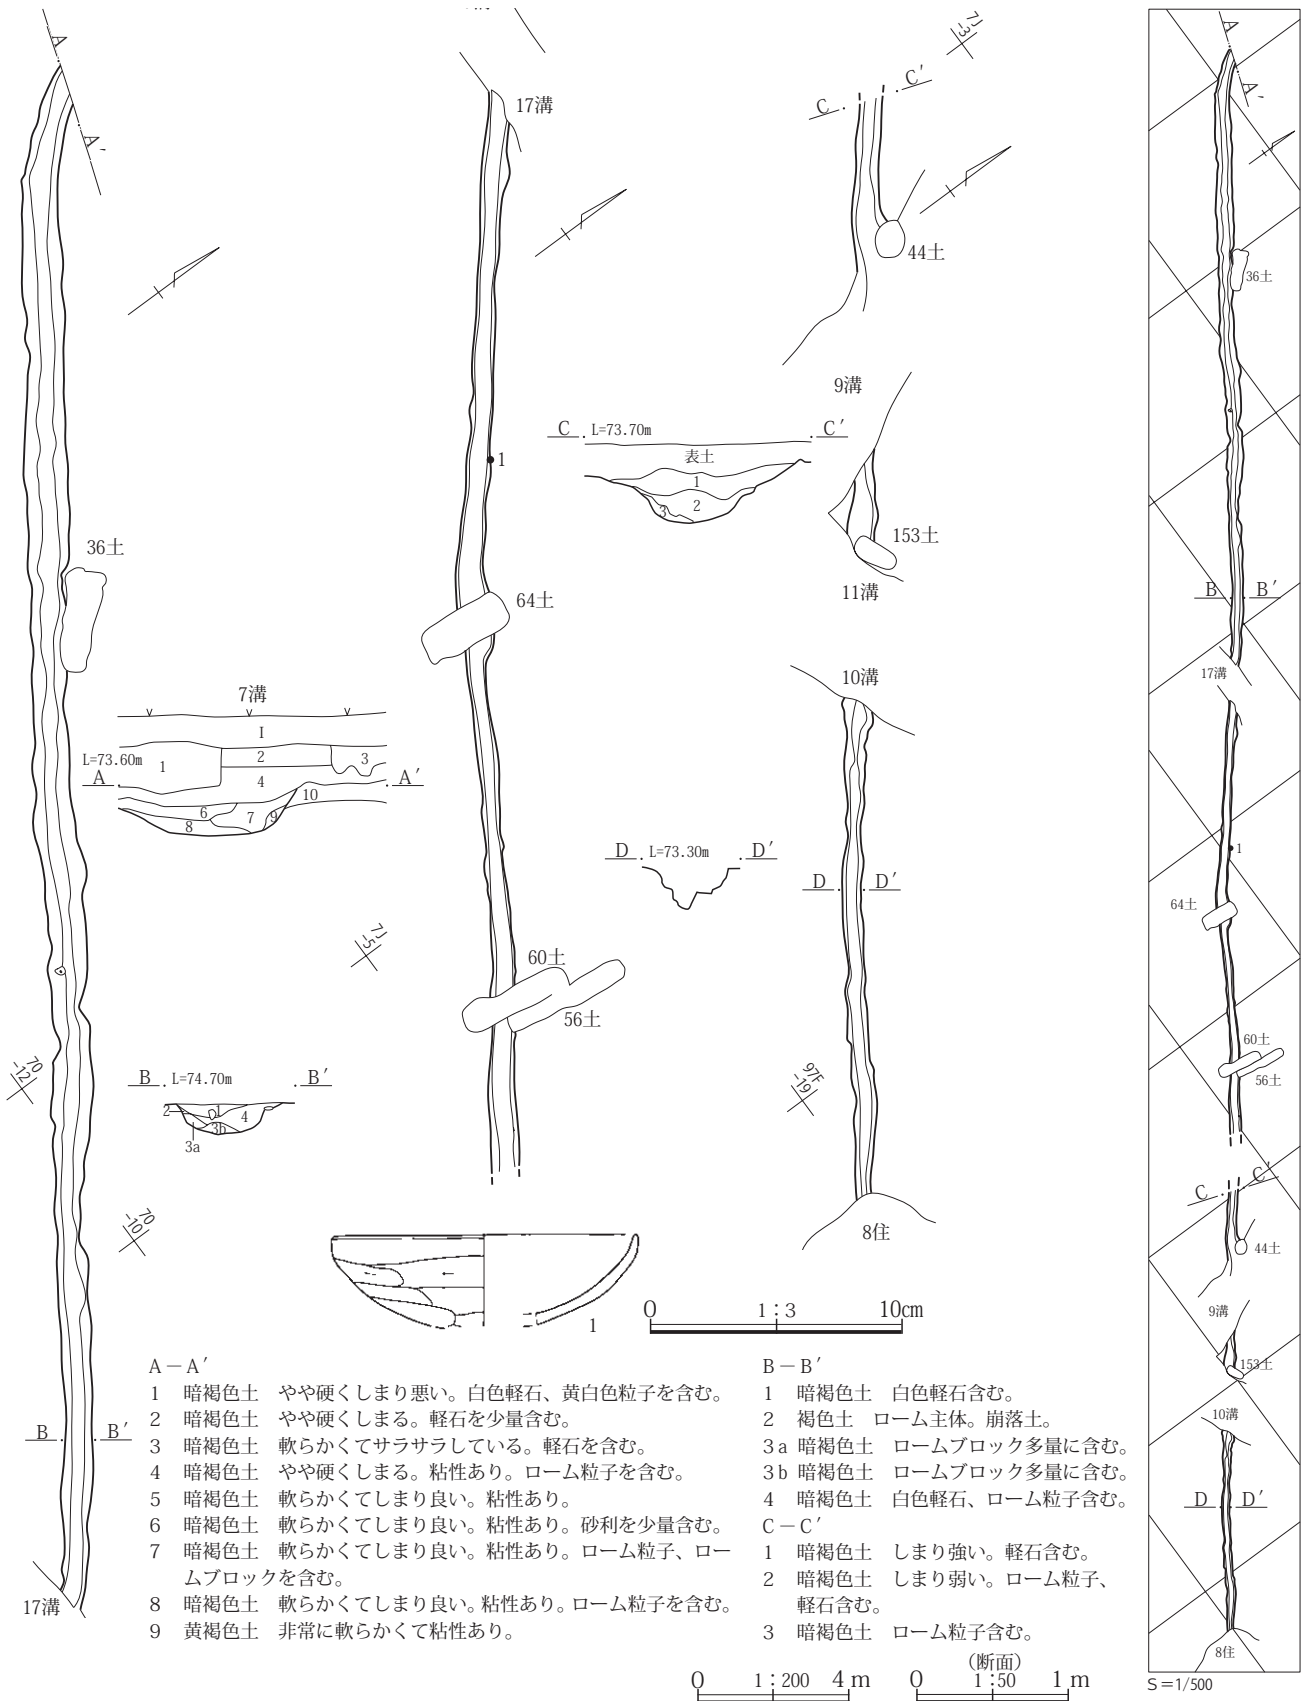 A
A′
17溝
7J
-3
C
C′
44土
9溝
C L=73.70m C′
表土
1
2
3
1
153土
11溝
36土
64土
7溝
I
L=73.60m
1
2
3
4
A A′
10
6
7
9
8
10溝
D L=73.30m D′
D D′
7J
-5
60土
56土
97F
-19
70
-12
B L=74.70m B′
2
1
4
3b
3a
70
-10
8住
1
0 1：3 10cm
B B′
17溝
A－A′
1 暗褐色土 やや硬くしまり悪い。白色軽石、黄白色粒子を含む。
2 暗褐色土 やや硬くしまる。軽石を少量含む。
3 暗褐色土 軟らかくてサラサラしている。軽石を含む。
4 暗褐色土 やや硬くしまる。粘性あり。ローム粒子を含む。
5 暗褐色土 軟らかくてしまり良い。粘性あり。
6 暗褐色土 軟らかくてしまり良い。粘性あり。砂利を少量含む。
7 暗褐色土 軟らかくてしまり良い。粘性あり。ローム粒子、ロー
ムブロックを含む。
8 暗褐色土 軟らかくてしまり良い。粘性あり。ローム粒子を含む。
9 黄褐色土 非常に軟らかくて粘性あり。
B－B′
1 暗褐色土 白色軽石含む。
2 褐色土 ローム主体。崩落土。
3a 暗褐色土 ロームブロック多量に含む。
3b 暗褐色土 ロームブロック多量に含む。
4 暗褐色土 白色軽石、ローム粒子含む。
C－C′
1 暗褐色土 しまり強い。軽石含む。
2 暗褐色土 しまり弱い。ローム粒子、
軽石含む。
3 暗褐色土 ローム粒子含む。
（断面）
0 1：200 4 m
0 1：50 1 m
A
A′
36土
B B′
17溝
1
64土
60土
56土
C C′
44土
9溝
153土
10溝
D D′
8住
S＝1/500